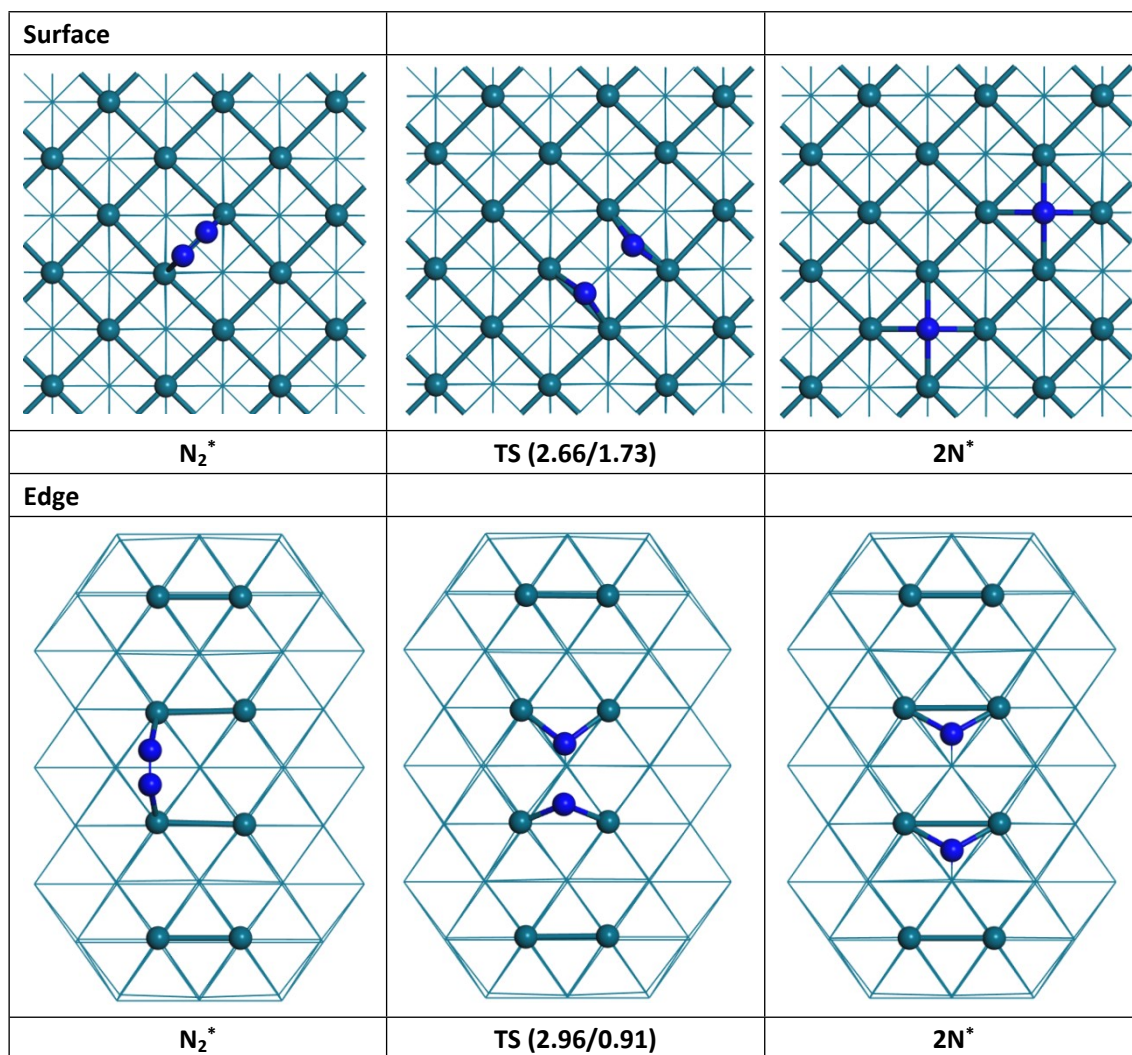 Surface
N₂* TS (2.66/1.73) 2N*
Edge
N₂* TS (2.96/0.91) 2N*